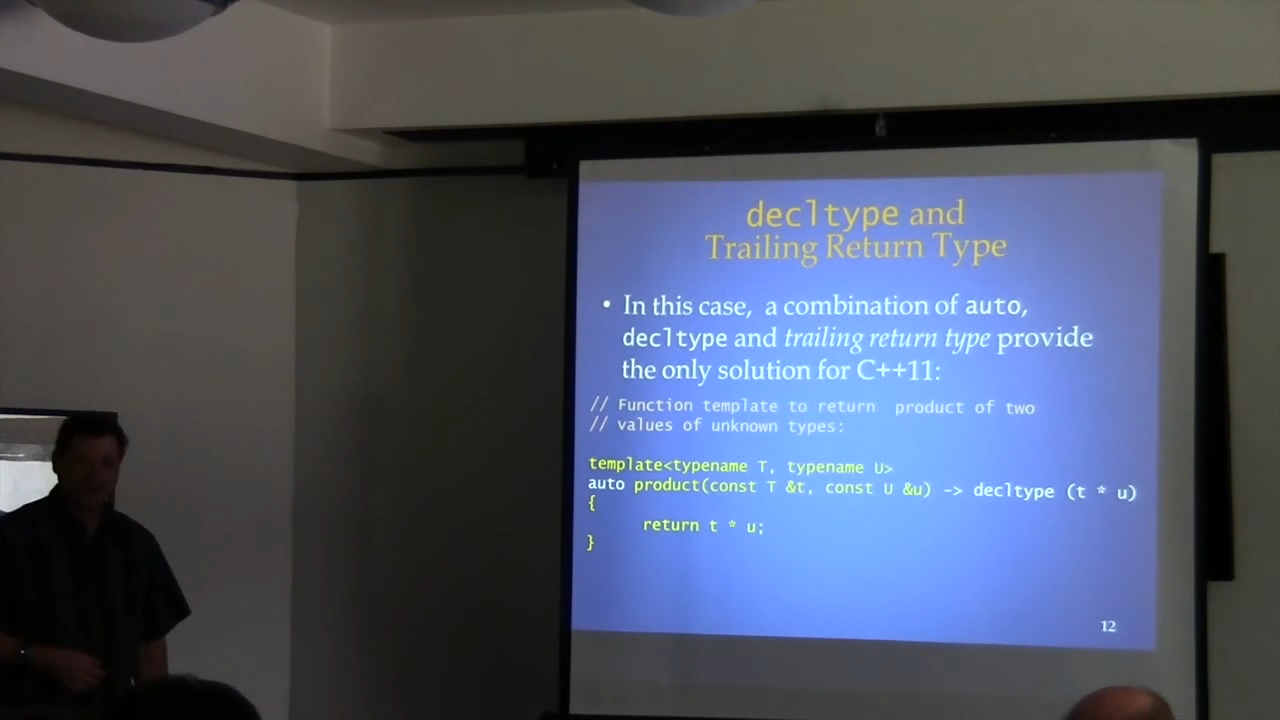 decltype and
Trailing Return Type
• In this case, a combination of auto,
decltype and trailing return type provide
the only solution for C++11:
// Function template to return product of two
// values of unknown types:
template<typename T, typename U>
auto product(const T &t, const U &u) -> decltype (t * u)
{
return t * u;
}
12